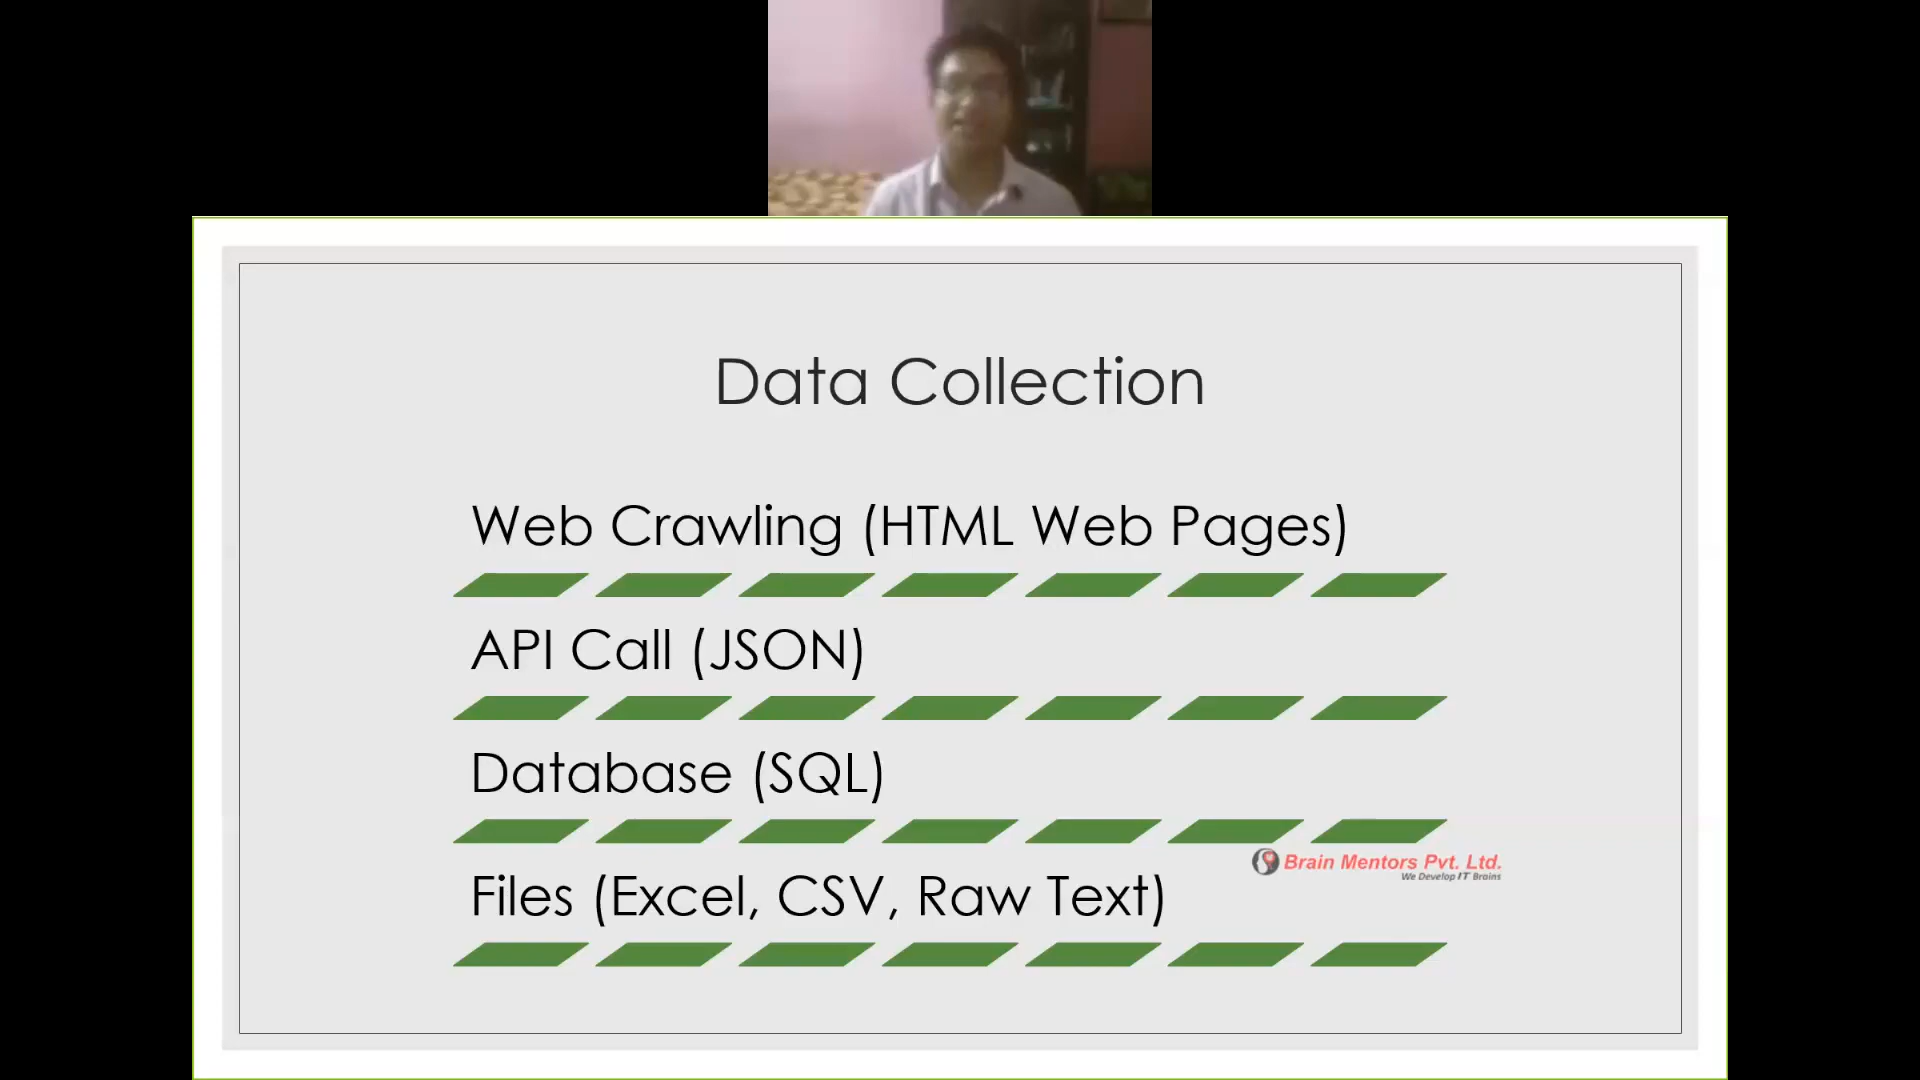 Data Collection
Web Crawling (HTML Web Pages)
API Call (JSON)
Database (SQL)
Files (Excel, CSV, Raw Text)
Brain Mentors Pvt. Ltd.
We Develop IT Brains